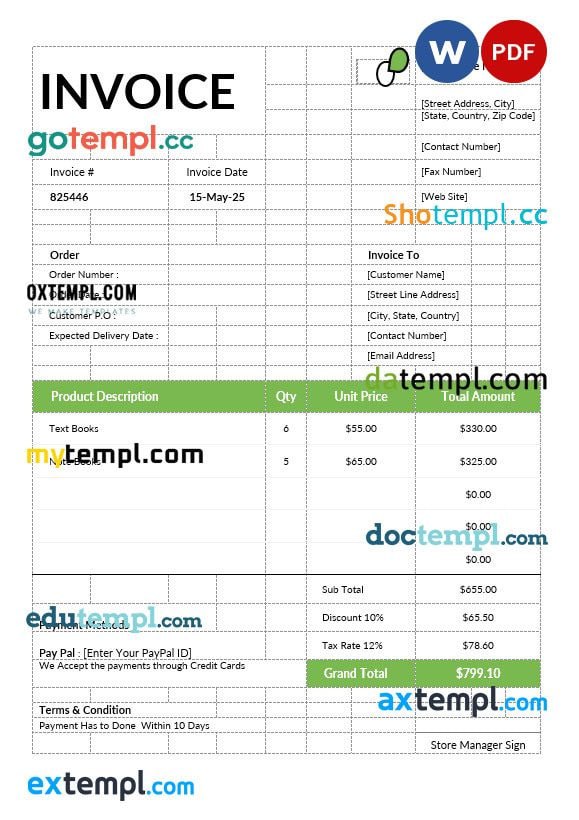 W PDF
INVOICE
[Street Address, City]
[State, Country, Zip Code]
gotempl.cc
[Contact Number]
Invoice # Invoice Date [Fax Number]
825446 15-May-25 [Web Site]
Shotempl.cc
Order Invoice To
Order Number : [Customer Name]
OXTEMPL.COM [Street Line Address]
WE MAKE TEMPLATES
Customer P.O : [City, State, Country]
Expected Delivery Date : [Contact Number]
[Email Address]
datempl.com
Product Description Qty Unit Price Total Amount
Text Books 6 $55.00 $330.00
mytempl.com
Note Books 5 $65.00 $325.00
$0.00
$0.00
doctempl.com
$0.00
Sub Total $655.00
edutempl.com
Discount 10% $65.50
Payment Methods
Tax Rate 12% $78.60
Pay Pal : [Enter Your PayPal ID]
We Accept the payments through Credit Cards
Grand Total $799.10
axtempl.com
Terms & Condition
Payment Has to Done Within 10 Days
Store Manager Sign
extempl.com